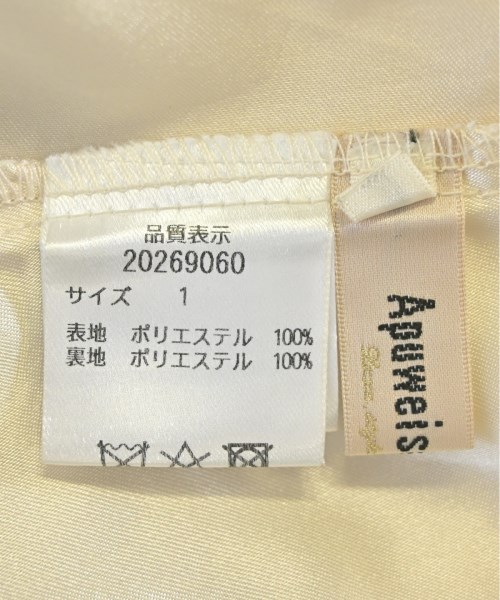 品質表示
20269060
サイズ 1
表地 ポリエステル 100%
裏地 ポリエステル 100%
Apuweis